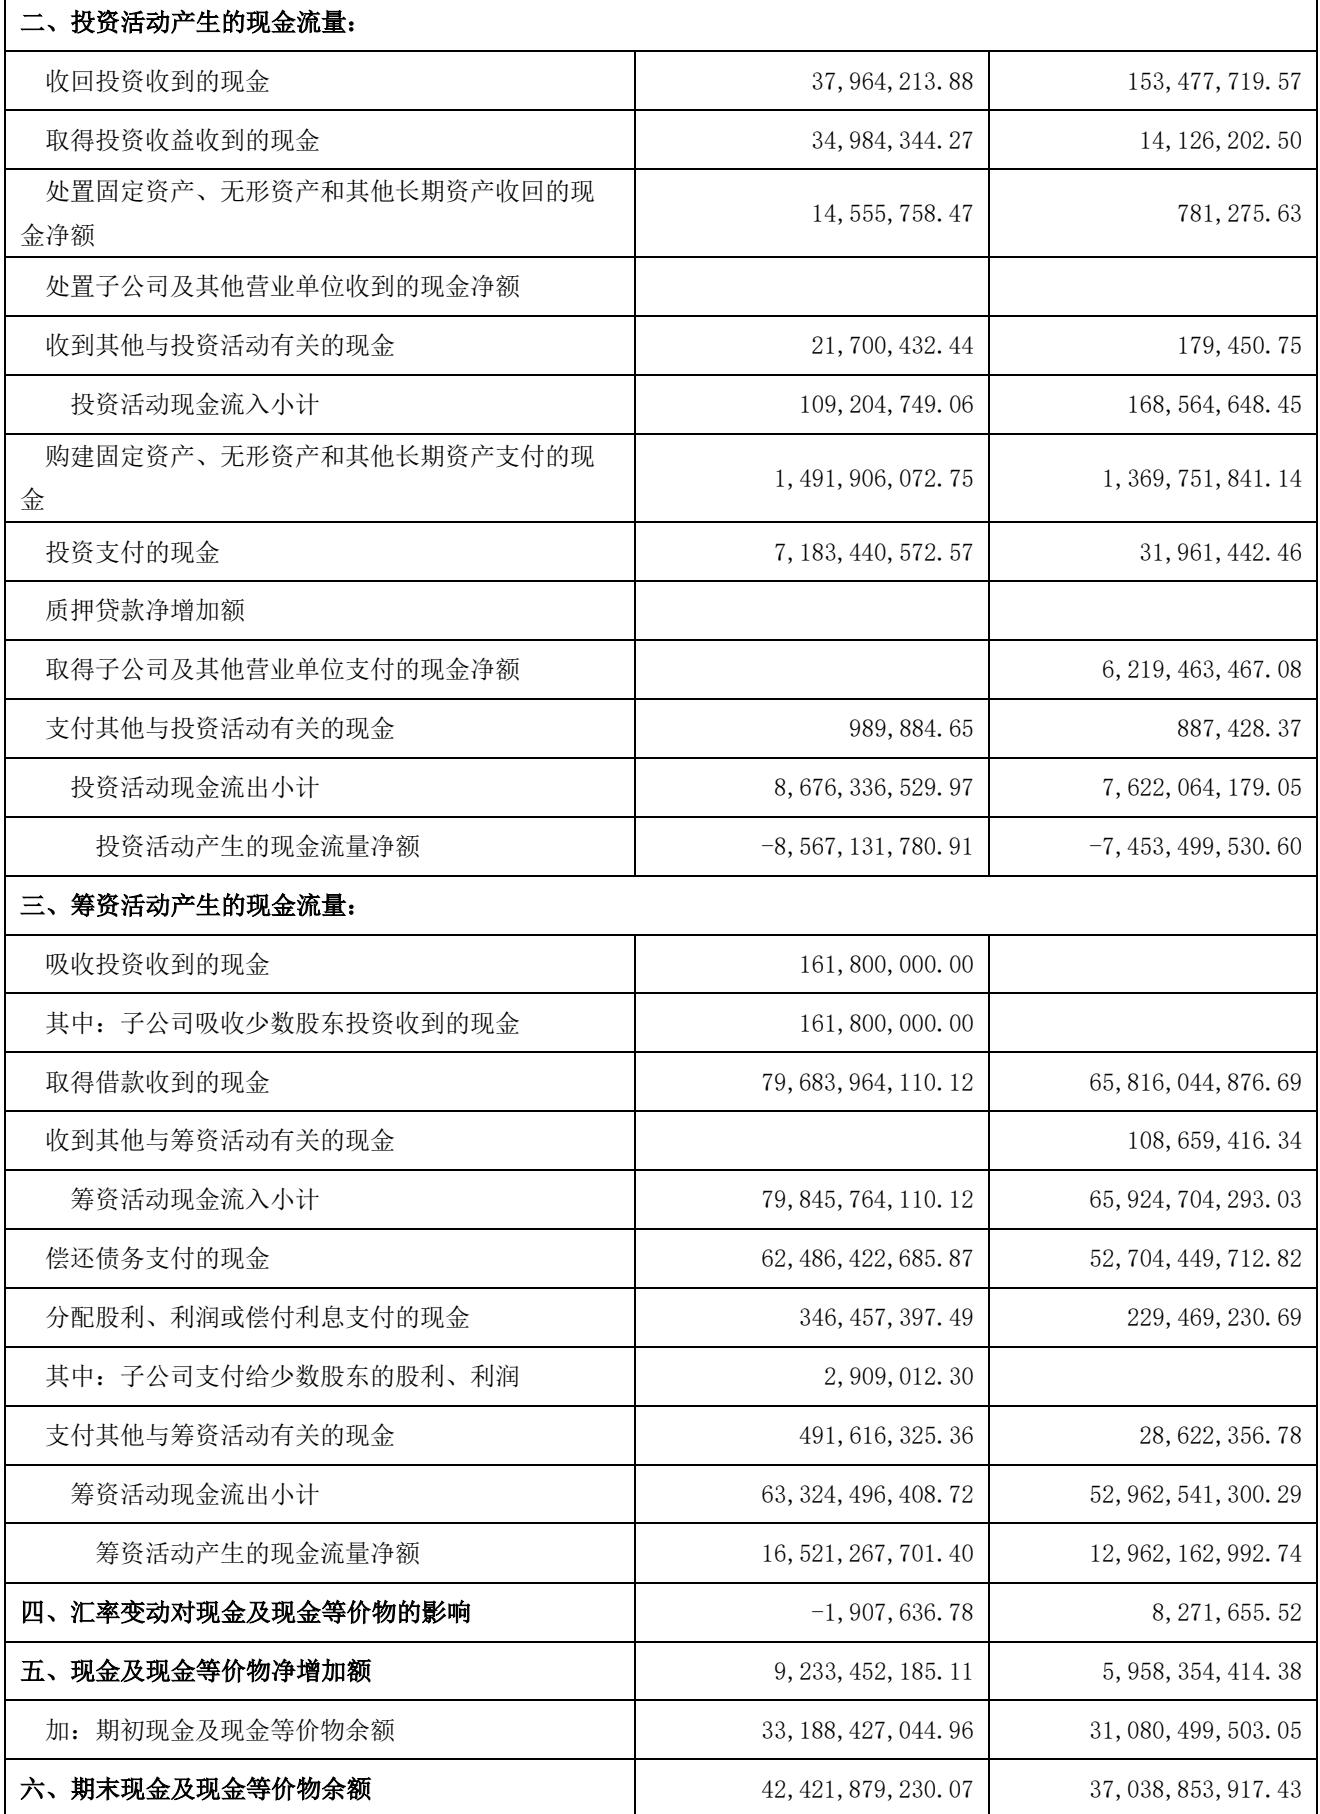 二、投资活动产生的现金流量：
收回投资收到的现金 37,964,213.88 153,477,719.57
取得投资收益收到的现金 34,984,344.27 14,126,202.50
处置固定资产、无形资产和其他长期资产收回的现
金净额 14,555,758.47 781,275.63
处置子公司及其他营业单位收到的现金净额
收到其他与投资活动有关的现金 21,700,432.44 179,450.75
投资活动现金流入小计 109,204,749.06 168,564,648.45
购建固定资产、无形资产和其他长期资产支付的现
金 1,491,906,072.75 1,369,751,841.14
投资支付的现金 7,183,440,572.57 31,961,442.46
质押贷款净增加额
取得子公司及其他营业单位支付的现金净额 6,219,463,467.08
支付其他与投资活动有关的现金 989,884.65 887,428.37
投资活动现金流出小计 8,676,336,529.97 7,622,064,179.05
投资活动产生的现金流量净额 -8,567,131,780.91 -7,453,499,530.60
三、筹资活动产生的现金流量：
吸收投资收到的现金 161,800,000.00
其中：子公司吸收少数股东投资收到的现金 161,800,000.00
取得借款收到的现金 79,683,964,110.12 65,816,044,876.69
收到其他与筹资活动有关的现金 108,659,416.34
筹资活动现金流入小计 79,845,764,110.12 65,924,704,293.03
偿还债务支付的现金 62,486,422,685.87 52,704,449,712.82
分配股利、利润或偿付利息支付的现金 346,457,397.49 229,469,230.69
其中：子公司支付给少数股东的股利、利润 2,909,012.30
支付其他与筹资活动有关的现金 491,616,325.36 28,622,356.78
筹资活动现金流出小计 63,324,496,408.72 52,962,541,300.29
筹资活动产生的现金流量净额 16,521,267,701.40 12,962,162,992.74
四、汇率变动对现金及现金等价物的影响 -1,907,636.78 8,271,655.52
五、现金及现金等价物净增加额 9,233,452,185.11 5,958,354,414.38
加：期初现金及现金等价物余额 33,188,427,044.96 31,080,499,503.05
六、期末现金及现金等价物余额 42,421,879,230.07 37,038,853,917.43